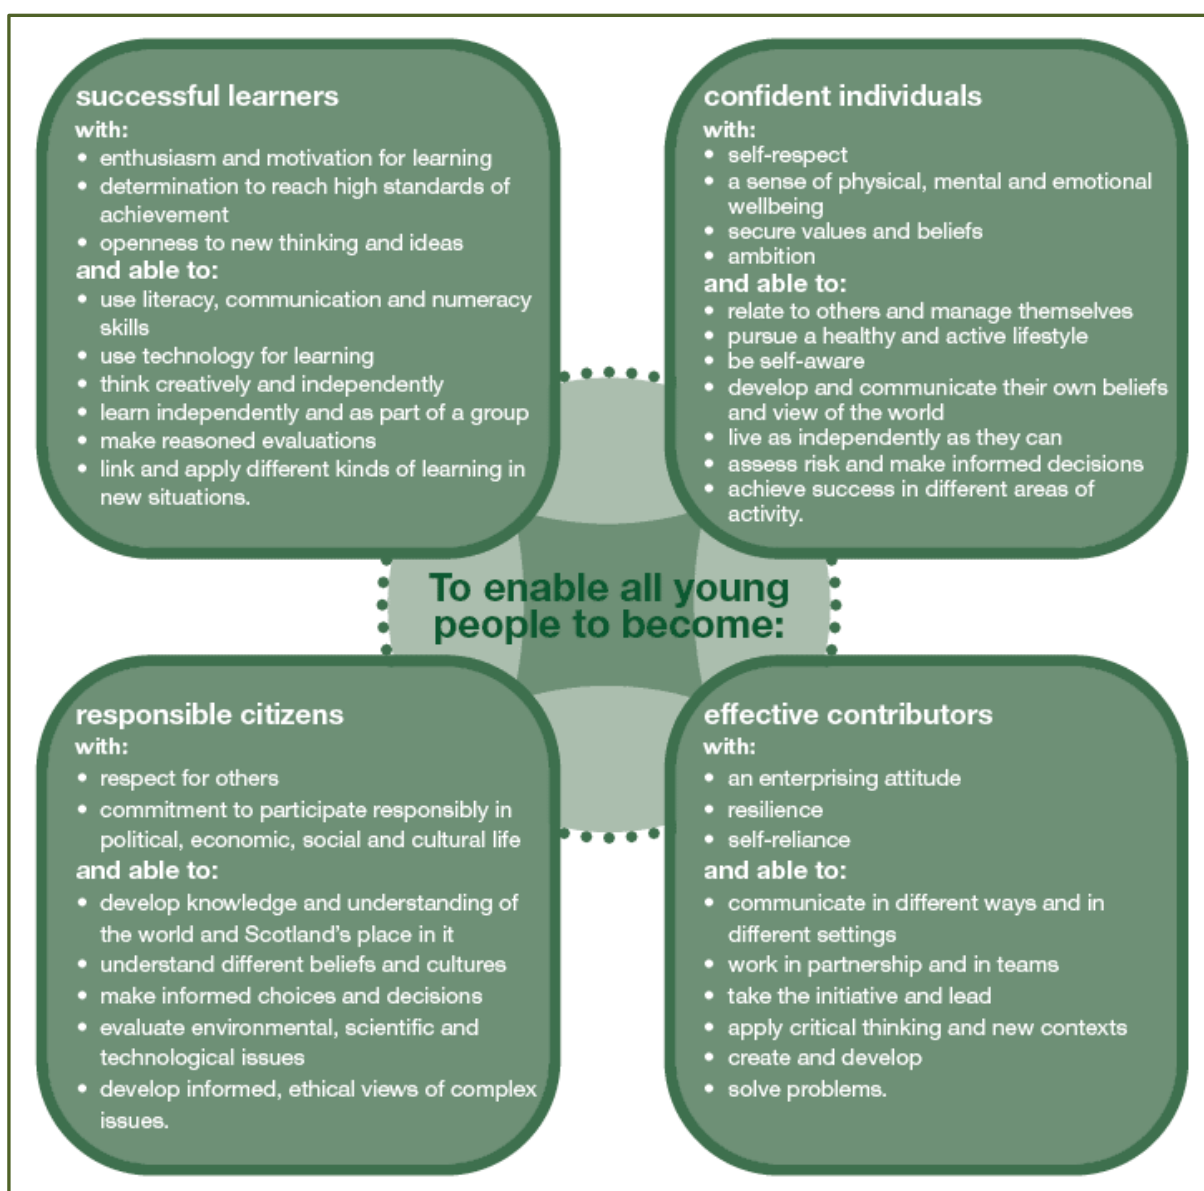 successful learners
with:
• enthusiasm and motivation for learning
• determination to reach high standards of
achievement
• openness to new thinking and ideas
and able to:
• use literacy, communication and numeracy
skills
• use technology for learning
• think creatively and independently
• learn independently and as part of a group
• make reasoned evaluations
• link and apply different kinds of learning in
new situations.
confident individuals
with:
• self-respect
• a sense of physical, mental and emotional
wellbeing
• secure values and beliefs
• ambition
and able to:
• relate to others and manage themselves
• pursue a healthy and active lifestyle
• be self-aware
• develop and communicate their own beliefs
and view of the world
• live as independently as they can
• assess risk and make informed decisions
• achieve success in different areas of
activity.
To enable all young
people to become:
responsible citizens
with:
• respect for others
• commitment to participate responsibly in
political, economic, social and cultural life
and able to:
• develop knowledge and understanding of
the world and Scotland's place in it
• understand different beliefs and cultures
• make informed choices and decisions
• evaluate environmental, scientific and
technological issues
• develop informed, ethical views of complex
issues.
effective contributors
with:
• an enterprising attitude
• resilience
• self-reliance
and able to:
• communicate in different ways and in
different settings
• work in partnership and in teams
• take the initiative and lead
• apply critical thinking and new contexts
• create and develop
• solve problems.